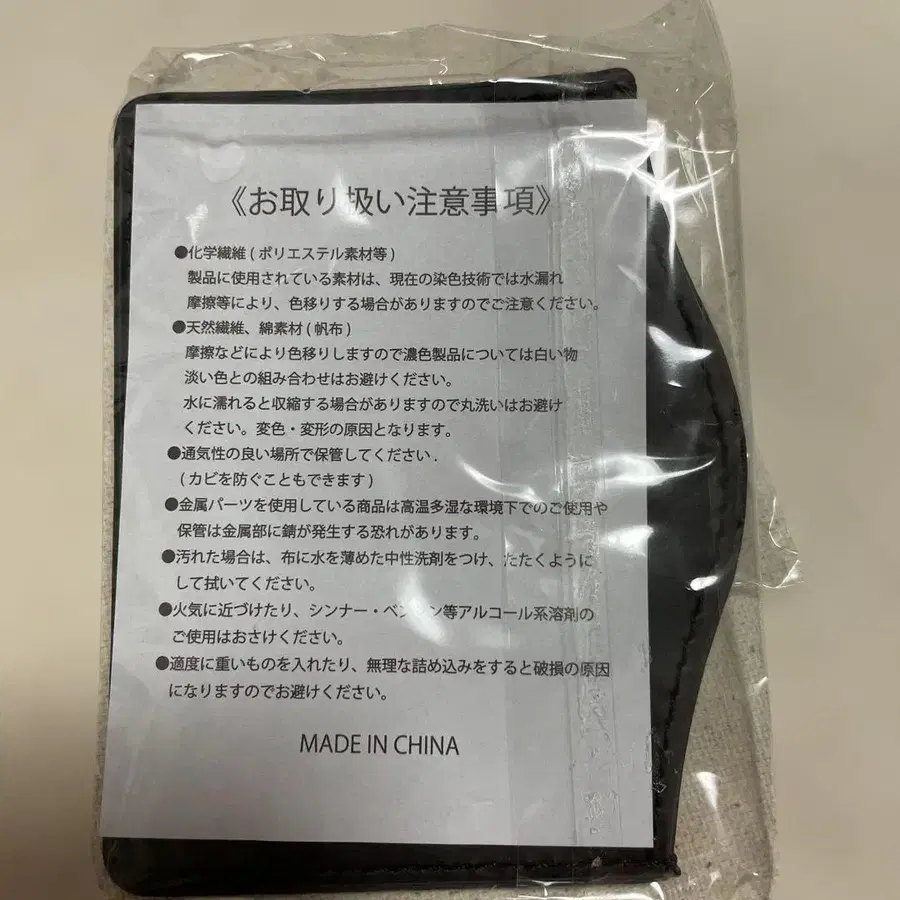 《お取り扱い注意事項》
●化学繊維(ポリエステル素材等)
製品に使用されている素材は、現在の染色技術では水漏れ
摩擦等により、色移りする場合がありますのでご注意ください。
●天然繊維、綿素材(帆布)
摩擦などにより色移りしますので濃色製品については白い物
淡い色との組み合わせはお避けください。
水に濡れると収縮する場合がありますので丸洗いはお避け
ください。変色・変形の原因となります。
●通気性の良い場所で保管してください.
(カビを防ぐこともできます)
●金属パーツを使用している商品は高温多湿な環境下でのご使用や
保管は金属部に錆が発生する恐れがあります。
●汚れた場合は、布に水を薄めた中性洗剤をつけ、たたくように
して拭いてください。
●火気に近づけたり、シンナー・ベンジン等アルコール系溶剤の
ご使用はおさけください。
●適度に重いものを入れたり、無理な詰め込みをすると破損の原因
になりますのでお避けください。
MADE IN CHINA